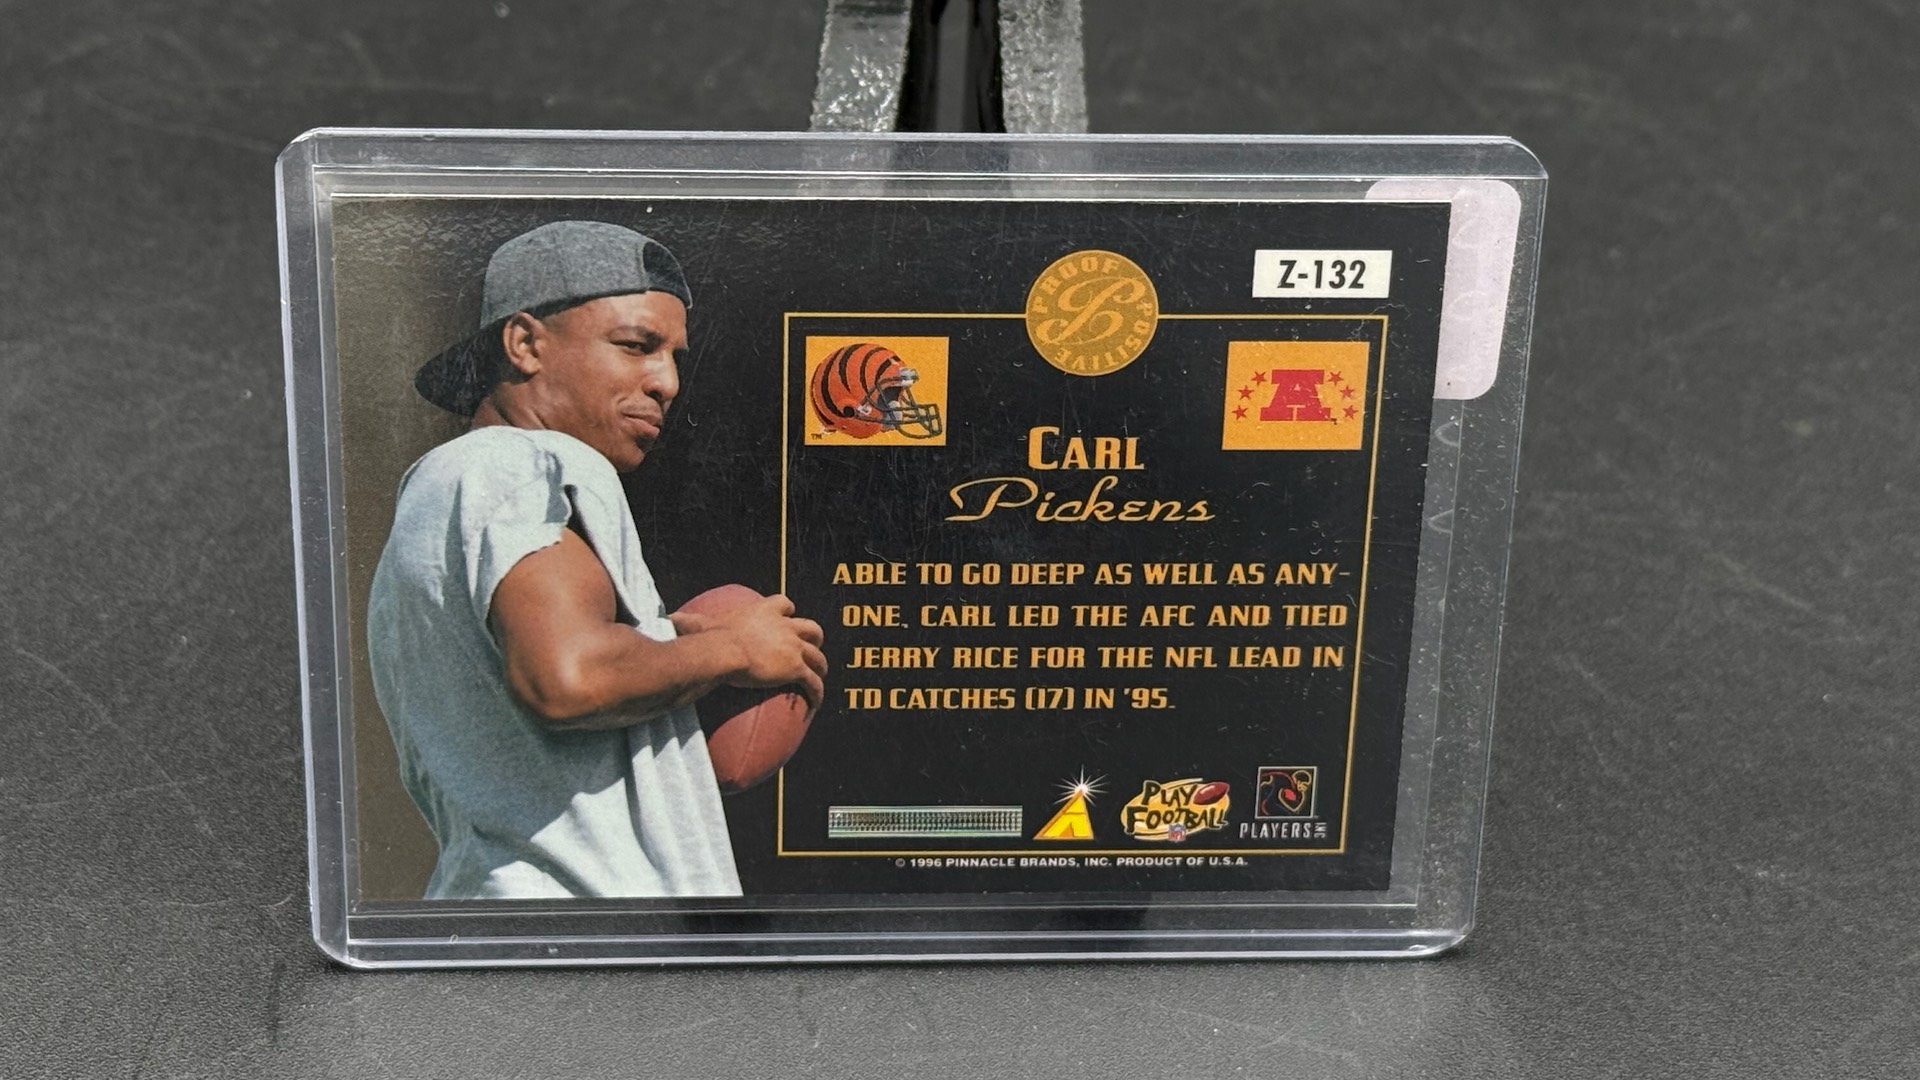 Z-132
PROOF POSITIVE
P
A
TM
CARL
Pickens
ABLE TO GO DEEP AS WELL AS ANY-
ONE, CARL LED THE AFC AND TIED
JERRY RICE FOR THE NFL LEAD IN
TD CATCHES (17) IN '95.
PLAY
FOOTBALL
NFL
PLAYERS INC
© 1996 PINNACLE BRANDS, INC. PRODUCT OF U.S.A.